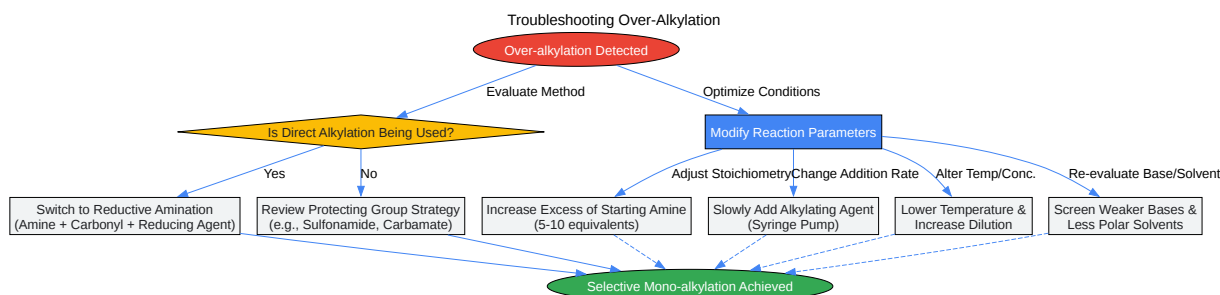 Troubleshooting Over-Alkylation
Over-alkylation Detected
Evaluate Method
Optimize Conditions
Is Direct Alkylation Being Used?
Modify Reaction Parameters
Yes
No
Adjust Stoichiometry
Change Addition Rate
Alter Temp/Conc.
Re-evaluate Base/Solvent
Switch to Reductive Amination
(Amine + Carbonyl + Reducing Agent)
Review Protecting Group Strategy
(e.g., Sulfonamide, Carbamate)
Increase Excess of Starting Amine
(5-10 equivalents)
Slowly Add Alkylating Agent
(Syringe Pump)
Lower Temperature &
Increase Dilution
Screen Weaker Bases &
Less Polar Solvents
Selective Mono-alkylation Achieved